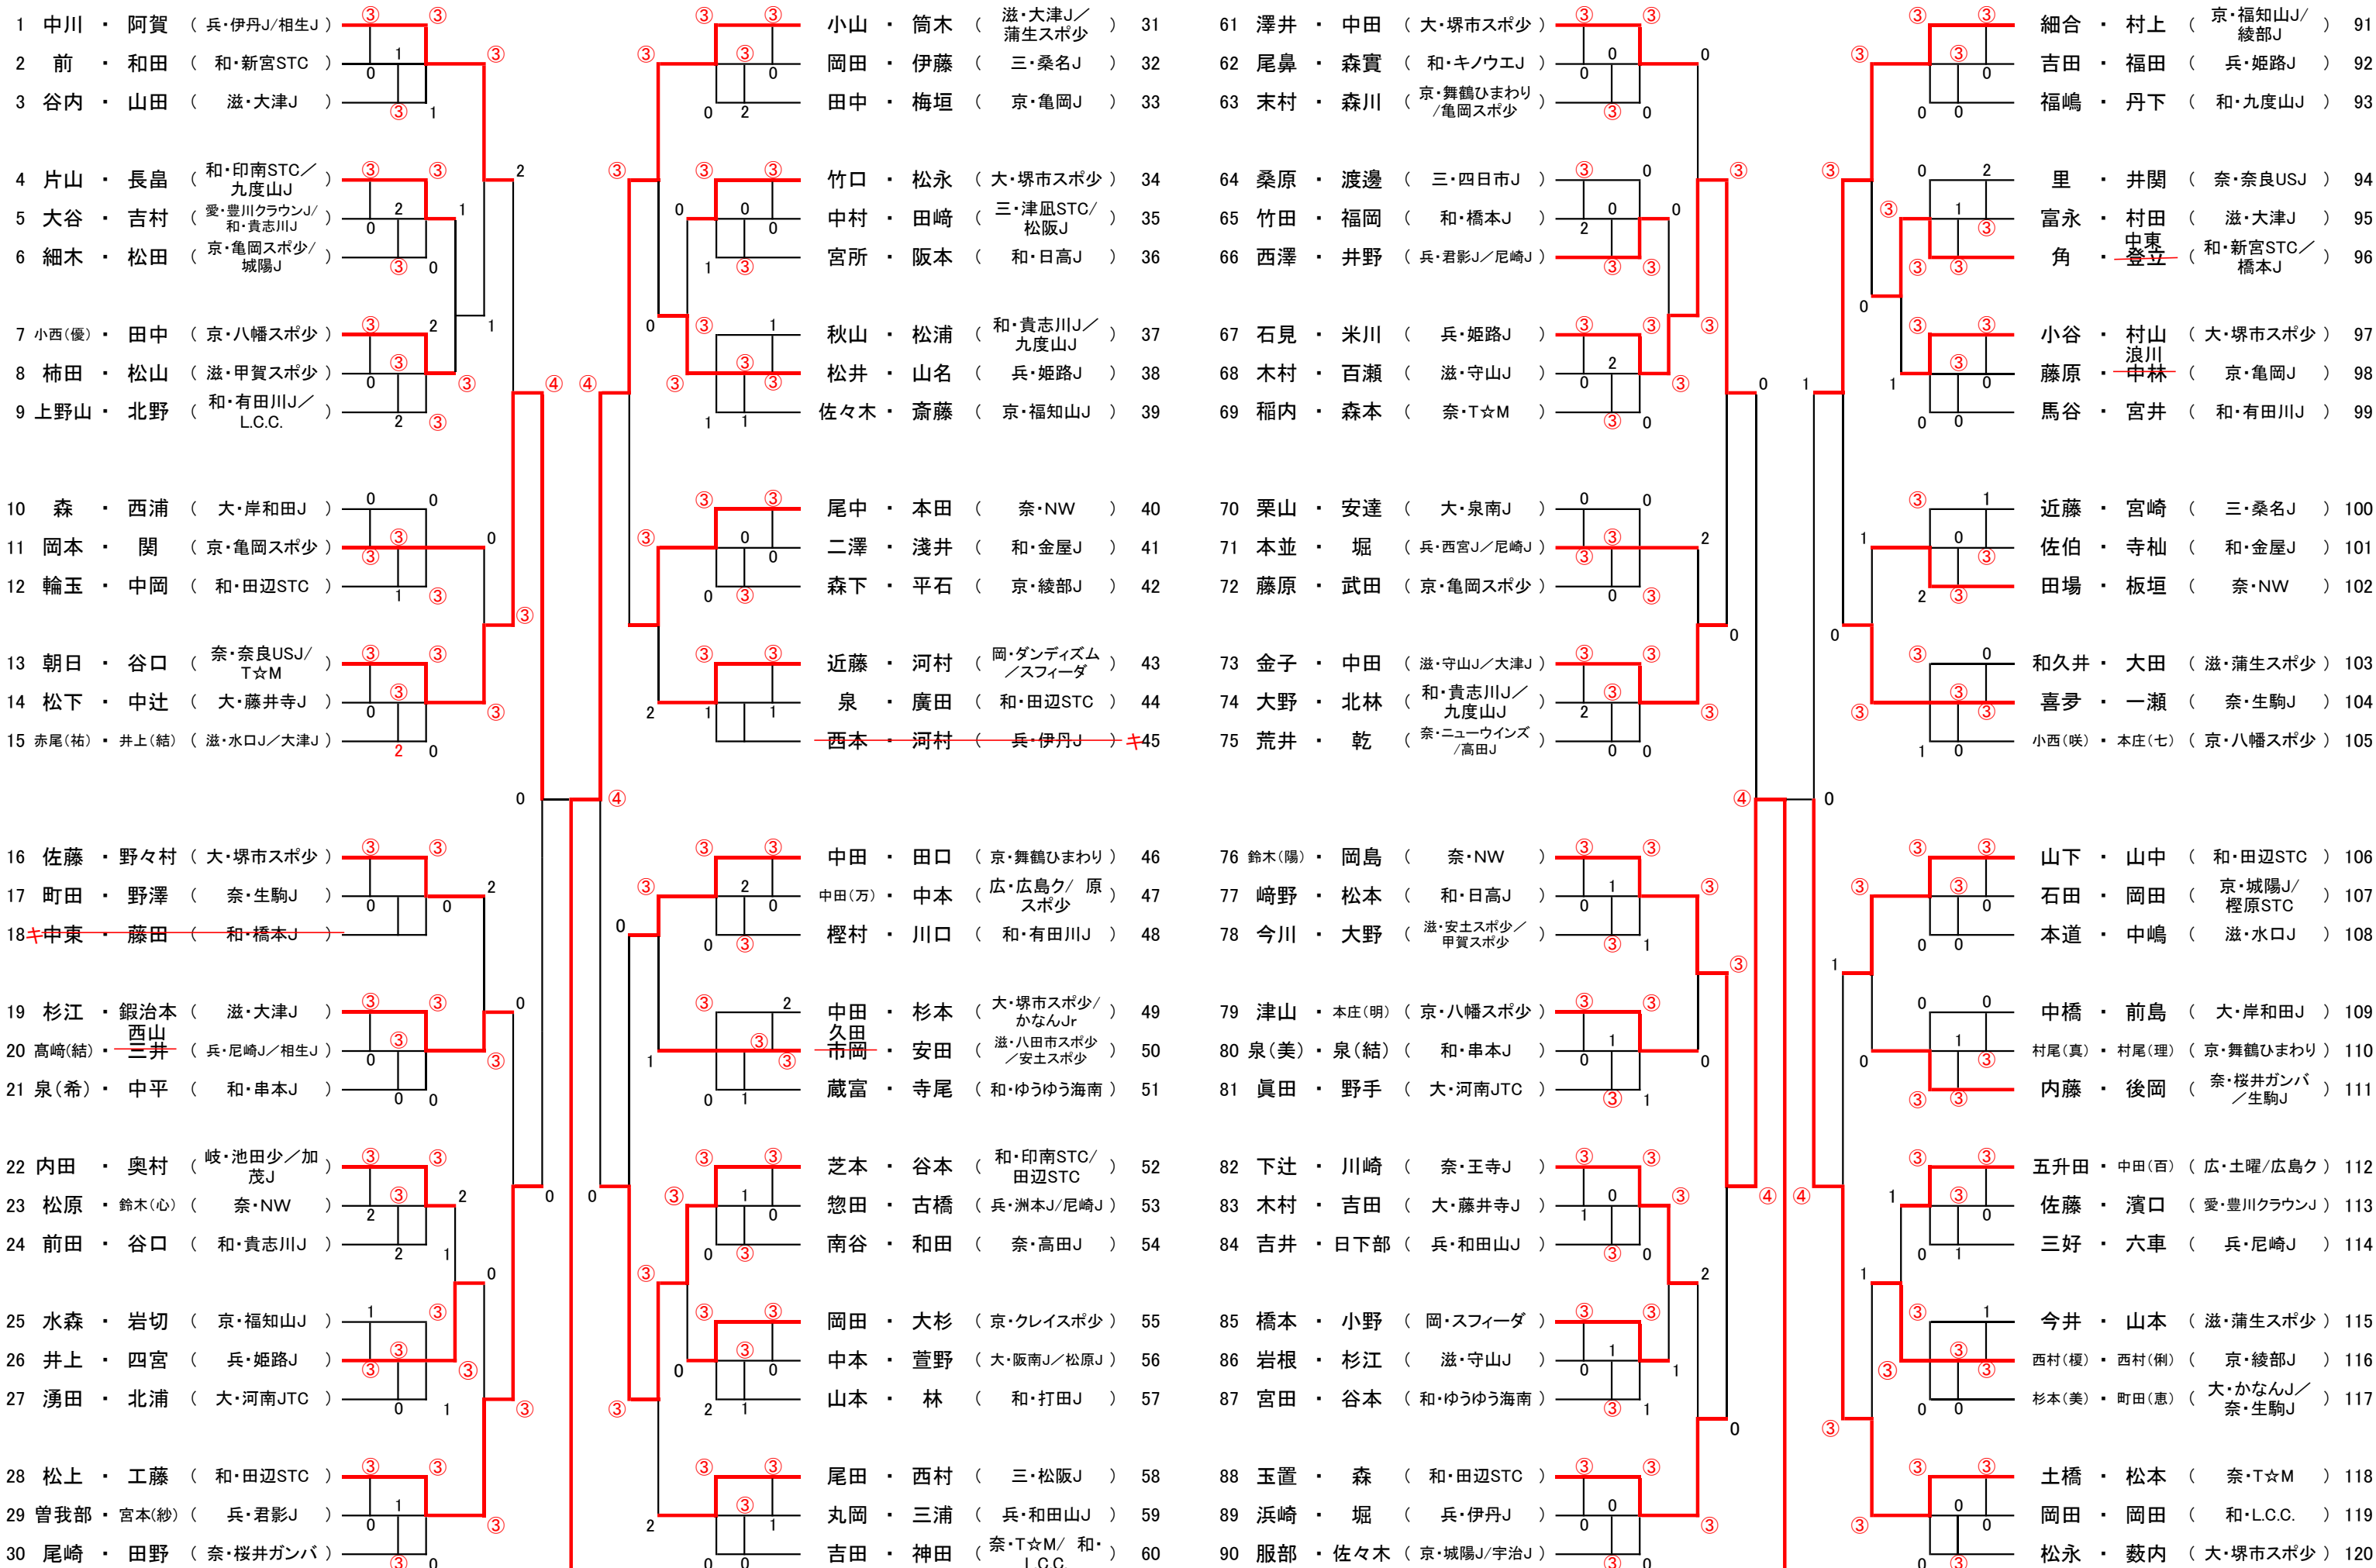 1 中川 ・ 阿賀 （ 兵・伊丹J/相生J ）
2 前 ・ 和田 （ 和・新宮STC ）
3 谷内 ・ 山田 （ 滋・大津J ）
4 片山 ・ 長畠 （ 和・印南STC／九度山J ）
5 大谷 ・ 吉村 （ 愛・豊川クラウンJ/和・貴志川J ）
6 細木 ・ 松田 （ 京・亀岡スポ少/城陽J ）
7 小西(優) ・ 田中 （ 京・八幡スポ少 ）
8 柿田 ・ 松山 （ 滋・甲賀スポ少 ）
9 上野山 ・ 北野 （ 和・有田川J／L.C.C. ）
10 森 ・ 西浦 （ 大・岸和田J ）
11 岡本 ・ 関 （ 京・亀岡スポ少 ）
12 輪玉 ・ 中岡 （ 和・田辺STC ）
13 朝日 ・ 谷口 （ 奈・奈良USJ/T☆M ）
14 松下 ・ 中辻 （ 大・藤井寺J ）
15 赤尾(祐) ・ 井上(結) （ 滋・水口J／大津J ）
16 佐藤 ・ 野々村 （ 大・堺市スポ少 ）
17 町田 ・ 野澤 （ 奈・生駒J ）
18 キ 中東 ・ 藤田 （ 和・橋本J ）
19 杉江 ・ 鍜治本 （ 滋・大津J ）
西山
20 髙﨑(結) ・ 三井 （ 兵・尼崎J／相生J ）
21 泉(希) ・ 中平 （ 和・串本J ）
22 内田 ・ 奥村 （ 岐・池田少／加茂J ）
23 松原 ・ 鈴木(心) （ 奈・NW ）
24 前田 ・ 谷口 （ 和・貴志川J ）
25 水森 ・ 岩切 （ 京・福知山J ）
26 井上 ・ 四宮 （ 兵・姫路J ）
27 湧田 ・ 北浦 （ 大・河南JTC ）
28 松上 ・ 工藤 （ 和・田辺STC ）
29 曽我部 ・ 宮本(紗) （ 兵・君影J ）
30 尾崎 ・ 田野 （ 奈・桜井ガンバ ）
小山 ・ 筒木 （ 滋・大津J／蒲生スポ少 ） 31
岡田 ・ 伊藤 （ 三・桑名J ） 32
田中 ・ 梅垣 （ 京・亀岡J ） 33
竹口 ・ 松永 （ 大・堺市スポ少 ） 34
中村 ・ 田﨑 （ 三・津凪STC/松阪J ） 35
宮所 ・ 阪本 （ 和・日高J ） 36
秋山 ・ 松浦 （ 和・貴志川J／九度山J ） 37
松井 ・ 山名 （ 兵・姫路J ） 38
佐々木 ・ 斎藤 （ 京・福知山J ） 39
尾中 ・ 本田 （ 奈・NW ） 40
二澤 ・ 淺井 （ 和・金屋J ） 41
森下 ・ 平石 （ 京・綾部J ） 42
近藤 ・ 河村 （ 岡・ダンディズム／スフィーダ ） 43
泉 ・ 廣田 （ 和・田辺STC ） 44
西本 ・ 河村 （ 兵・伊丹J ） キ 45
中田 ・ 田口 （ 京・舞鶴ひまわり ） 46
中田(万) ・ 中本 （ 広・広島ク/ 原スポ少 ） 47
樫村 ・ 川口 （ 和・有田川J ） 48
中田 ・ 杉本 （ 大・堺市スポ少/かなんJr ） 49
久田
市岡 ・ 安田 （ 滋・八田市スポ少／安土スポ少 ） 50
蔵富 ・ 寺尾 （ 和・ゆうゆう海南 ） 51
芝本 ・ 谷本 （ 和・印南STC/田辺STC ） 52
惣田 ・ 古橋 （ 兵・洲本J/尼崎J ） 53
南谷 ・ 和田 （ 奈・高田J ） 54
岡田 ・ 大杉 （ 京・クレイスポ少 ） 55
中本 ・ 萱野 （ 大・阪南J／松原J ） 56
山本 ・ 林 （ 和・打田J ） 57
尾田 ・ 西村 （ 三・松阪J ） 58
丸岡 ・ 三浦 （ 兵・和田山J ） 59
吉田 ・ 神田 （ 奈・T☆M/ 和・L.C.C. ） 60
61 澤井 ・ 中田 （ 大・堺市スポ少 ）
62 尾鼻 ・ 森實 （ 和・キノウエJ ）
63 末村 ・ 森川 （ 京・舞鶴ひまわり/亀岡スポ少 ）
64 桑原 ・ 渡邊 （ 三・四日市J ）
65 竹田 ・ 福岡 （ 和・橋本J ）
66 西澤 ・ 井野 （ 兵・君影J／尼崎J ）
67 石見 ・ 米川 （ 兵・姫路J ）
68 木村 ・ 百瀬 （ 滋・守山J ）
69 稲内 ・ 森本 （ 奈・T☆M ）
70 栗山 ・ 安達 （ 大・泉南J ）
71 本並 ・ 堀 （ 兵・西宮J／尼崎J ）
72 藤原 ・ 武田 （ 京・亀岡スポ少 ）
73 金子 ・ 中田 （ 滋・守山J／大津J ）
74 大野 ・ 北林 （ 和・貴志川J／九度山J ）
75 荒井 ・ 乾 （ 奈・ニューウインズ/高田J ）
76 鈴木(陽) ・ 岡島 （ 奈・NW ）
77 﨑野 ・ 松本 （ 和・日高J ）
78 今川 ・ 大野 （ 滋・安土スポ少／甲賀スポ少 ）
79 津山 ・ 本庄(明) （ 京・八幡スポ少 ）
80 泉(美) ・ 泉(結) （ 和・串本J ）
81 眞田 ・ 野手 （ 大・河南JTC ）
82 下辻 ・ 川崎 （ 奈・王寺J ）
83 木村 ・ 吉田 （ 大・藤井寺J ）
84 吉井 ・ 日下部 （ 兵・和田山J ）
85 橋本 ・ 小野 （ 岡・スフィーダ ）
86 岩根 ・ 杉江 （ 滋・守山J ）
87 宮田 ・ 谷本 （ 和・ゆうゆう海南 ）
88 玉置 ・ 森 （ 和・田辺STC ）
89 浜崎 ・ 堀 （ 兵・伊丹J ）
90 服部 ・ 佐々木 （ 京・城陽J/宇治J ）
細合 ・ 村上 （ 京・福知山J/綾部J ） 91
吉田 ・ 福田 （ 兵・姫路J ） 92
福嶋 ・ 丹下 （ 和・九度山J ） 93
里 ・ 井関 （ 奈・奈良USJ ） 94
富永 ・ 村田 （ 滋・大津J ） 95
中東
角 ・ 登立 （ 和・新宮STC／橋本J ） 96
小谷 ・ 村山 （ 大・堺市スポ少 ） 97
浪川
藤原 ・ 中林 （ 京・亀岡J ） 98
馬谷 ・ 宮井 （ 和・有田川J ） 99
近藤 ・ 宮崎 （ 三・桑名J ） 100
佐伯 ・ 寺杣 （ 和・金屋J ） 101
田場 ・ 板垣 （ 奈・NW ） 102
和久井 ・ 大田 （ 滋・蒲生スポ少 ） 103
喜夛 ・ 一瀬 （ 奈・生駒J ） 104
小西(咲) ・ 本庄(七) （ 京・八幡スポ少 ） 105
山下 ・ 山中 （ 和・田辺STC ） 106
石田 ・ 岡田 （ 京・城陽J/樫原STC ） 107
本道 ・ 中嶋 （ 滋・水口J ） 108
中橋 ・ 前島 （ 大・岸和田J ） 109
村尾(真) ・ 村尾(理) （ 京・舞鶴ひまわり ） 110
内藤 ・ 後岡 （ 奈・桜井ガンバ／生駒J ） 111
五升田 ・ 中田(百) （ 広・土曜/広島ク ） 112
佐藤 ・ 濱口 （ 愛・豊川クラウンJ ） 113
三好 ・ 六車 （ 兵・尼崎J ） 114
今井 ・ 山本 （ 滋・蒲生スポ少 ） 115
西村(榎) ・ 西村(俐) （ 京・綾部J ） 116
杉本(美) ・ 町田(恵) （ 大・かなんJ／奈・生駒J ） 117
土橋 ・ 松本 （ 奈・T☆M ） 118
岡田 ・ 岡田 （ 和・L.C.C. ） 119
松永 ・ 薮内 （ 大・堺市スポ少 ） 120